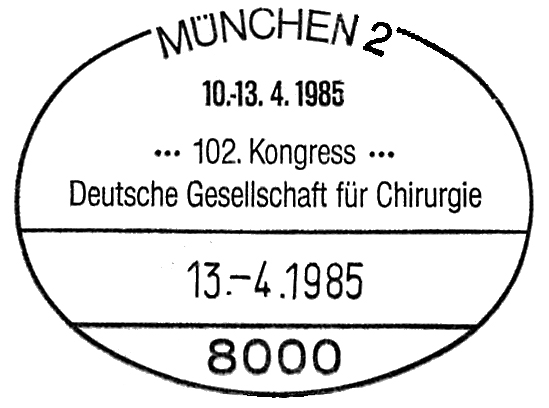 MÜNCHEN 2
10.-13. 4. 1985
••• 102. Kongress •••
Deutsche Gesellschaft für Chirurgie
13.–4.1985
8000